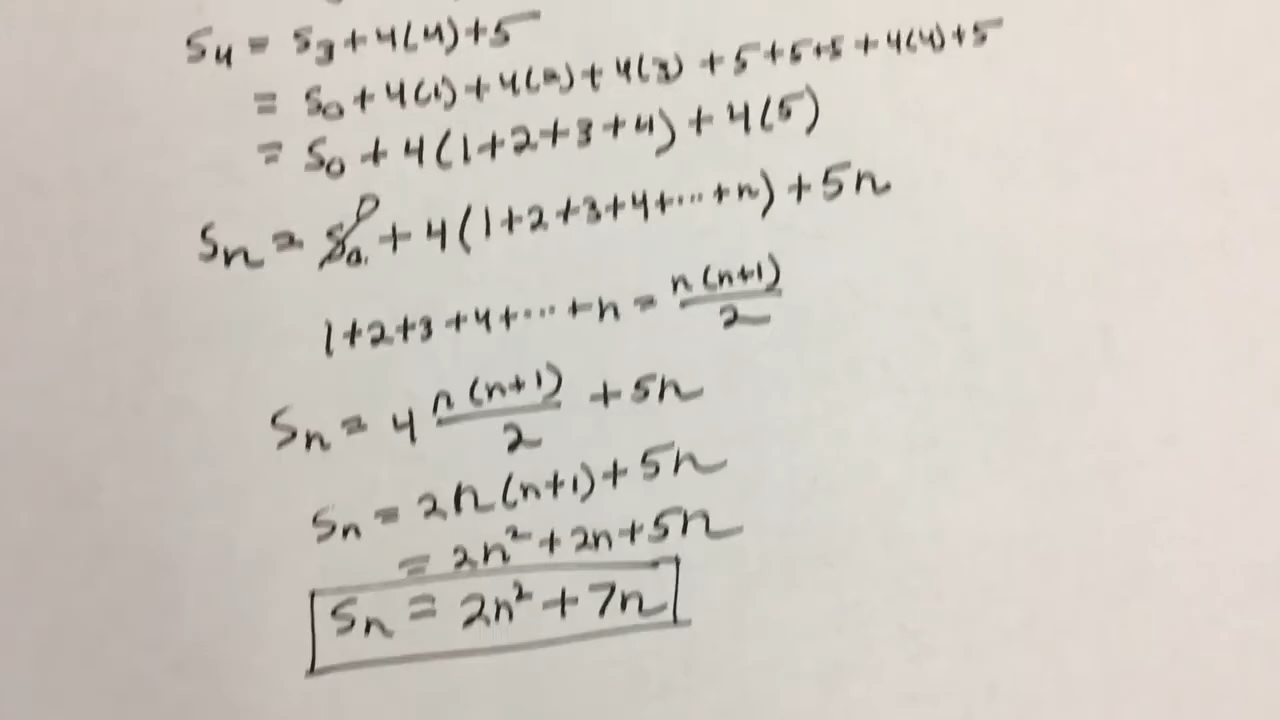 S₄ = S₃ + 4(4) + 5
= S₀ + 4(1) + 4(2) + 4(3) + 5 + 5 + 5 + 4(4) + 5
= S₀ + 4(1+2+3+4) + 4(5)
0
Sₙ = S₀ + 4(1+2+3+4+...+n) + 5n
1+2+3+4+...+n = n(n+1)/2
Sₙ = 4 n(n+1)/2 + 5n
Sₙ = 2n(n+1) + 5n
= 2n² + 2n + 5n
Sₙ = 2n² + 7n